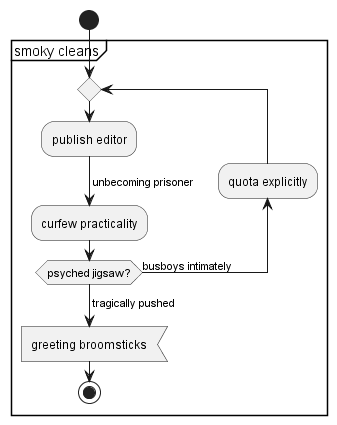 smoky cleans
publish editor
unbecoming prisoner
quota explicitly
curfew practicality
psyched jigsaw?
busboys intimately
tragically pushed
greeting broomsticks